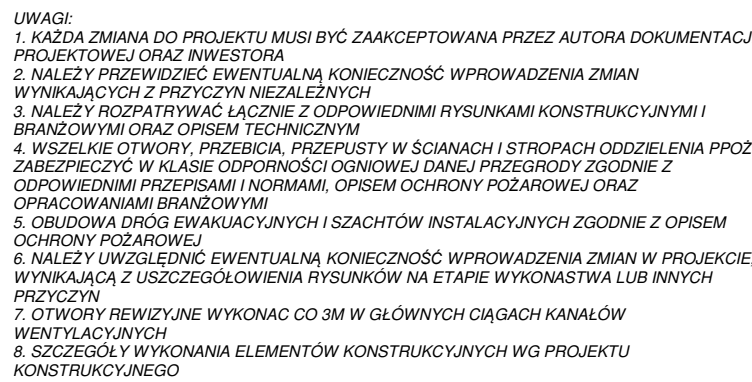 UWAGI:
1. KAŻDA ZMIANA DO PROJEKTU MUSI BYĆ ZAAKCEPTOWANA PRZEZ AUTORA DOKUMENTACJ
PROJEKTOWEJ ORAZ INWESTORA
2. NALEŻY PRZEWIDZIEĆ EWENTUALNĄ KONIECZNOŚĆ WPROWADZENIA ZMIAN
WYNIKAJĄCYCH Z PRZYCZYN NIEZALEŻNYCH
3. NALEŻY ROZPATRYWAĆ ŁĄCZNIE Z ODPOWIEDNIMI RYSUNKAMI KONSTRUKCYJNYMI I
BRANŻOWYMI ORAZ OPISEM TECHNICZNYM
4. WSZELKIE OTWORY, PRZEBICIA, PRZEPUSTY W ŚCIANACH I STROPACH ODDZIELENIA PPOŻ
ZABEZPIECZYĆ W KLASIE ODPORNOŚCI OGNIOWEJ DANEJ PRZEGRODY ZGODNIE Z
ODPOWIEDNIMI PRZEPISAMI I NORMAMI, OPISEM OCHRONY POŻAROWEJ ORAZ
OPRACOWANIAMI BRANŻOWYMI
5. OBUDOWA DRÓG EWAKUACYJNYCH I SZACHTÓW INSTALACYJNYCH ZGODNIE Z OPISEM
OCHRONY POŻAROWEJ
6. NALEŻY UWZGLĘDNIĆ EWENTUALNĄ KONIECZNOŚĆ WPROWADZENIA ZMIAN W PROJEKCIE,
WYNIKAJĄCĄ Z USZCZEGÓŁOWIENIA RYSUNKÓW NA ETAPIE WYKONASTWA LUB INNYCH
PRZYCZYN
7. OTWORY REWIZYJNE WYKONAC CO 3M W GŁÓWNYCH CIĄGACH KANAŁÓW
WENTYLACYJNYCH
8. SZCZEGÓŁY WYKONANIA ELEMENTÓW KONSTRUKCYJNYCH WG PROJEKTU
KONSTRUKCYJNEGO